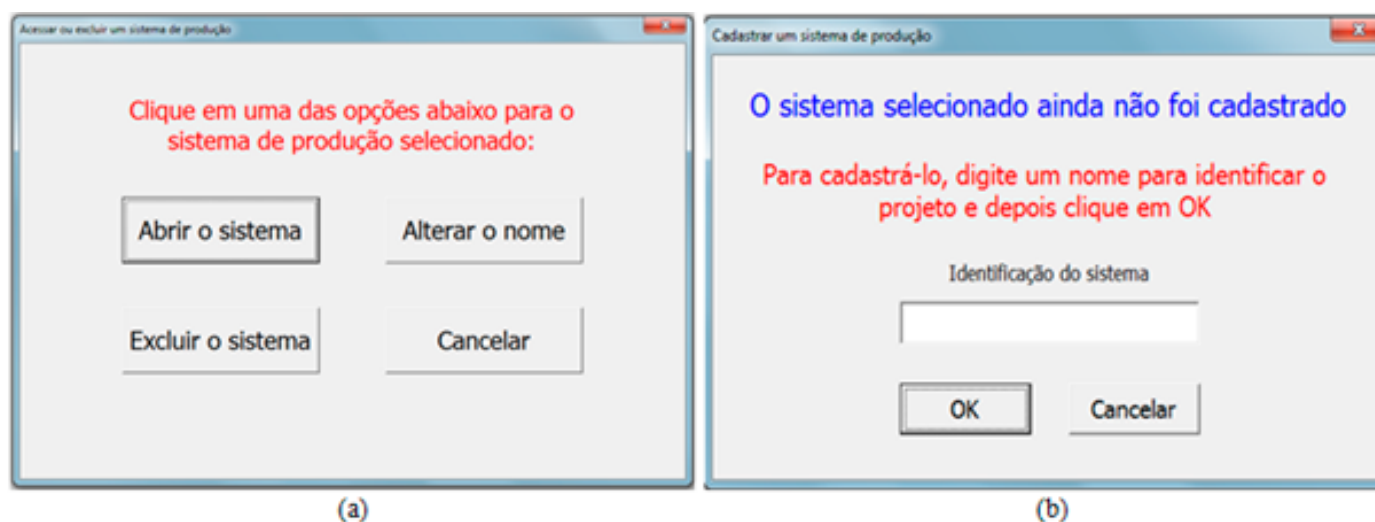 Acessar ou excluir um sistema de produção
Clique em uma das opções abaixo para o
sistema de produção selecionado:
Abrir o sistema
Alterar o nome
Excluir o sistema
Cancelar
(a)
Cadastrar um sistema de produção
O sistema selecionado ainda não foi cadastrado
Para cadastrá-lo, digite um nome para identificar o
projeto e depois clique em OK
Identificação do sistema
OK
Cancelar
(b)